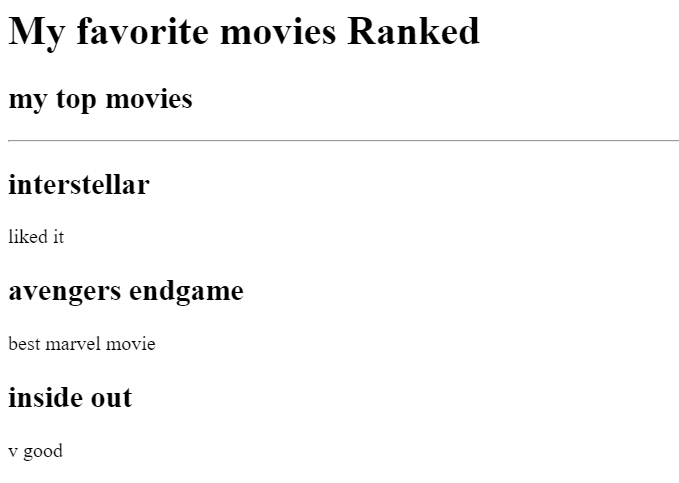 My favorite movies Ranked
my top movies
interstellar
liked it
avengers endgame
best marvel movie
inside out
v good